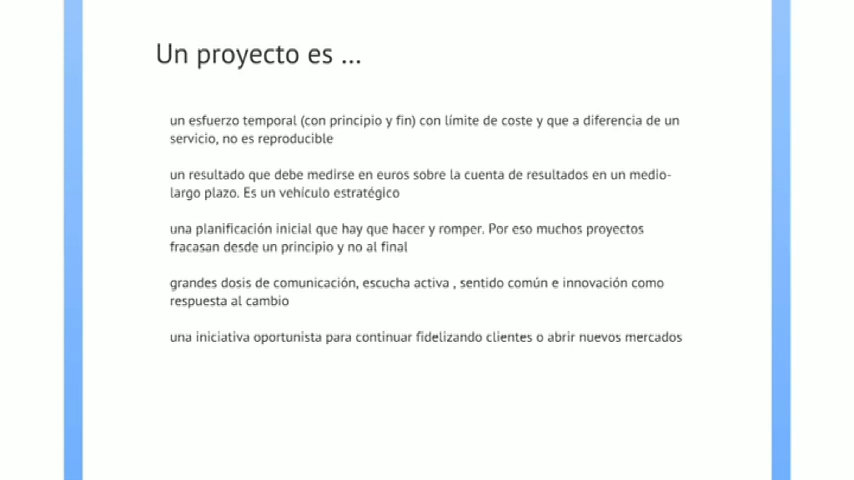 Un proyecto es ...
un esfuerzo temporal (con principio y fin) con límite de coste y que a diferencia de un
servicio, no es reproducible
un resultado que debe medirse en euros sobre la cuenta de resultados en un medio-
largo plazo. Es un vehículo estratégico
una planificación inicial que hay que hacer y romper. Por eso muchos proyectos
fracasan desde un principio y no al final
grandes dosis de comunicación, escucha activa , sentido común e innovación como
respuesta al cambio
una iniciativa oportunista para continuar fidelizando clientes o abrir nuevos mercados